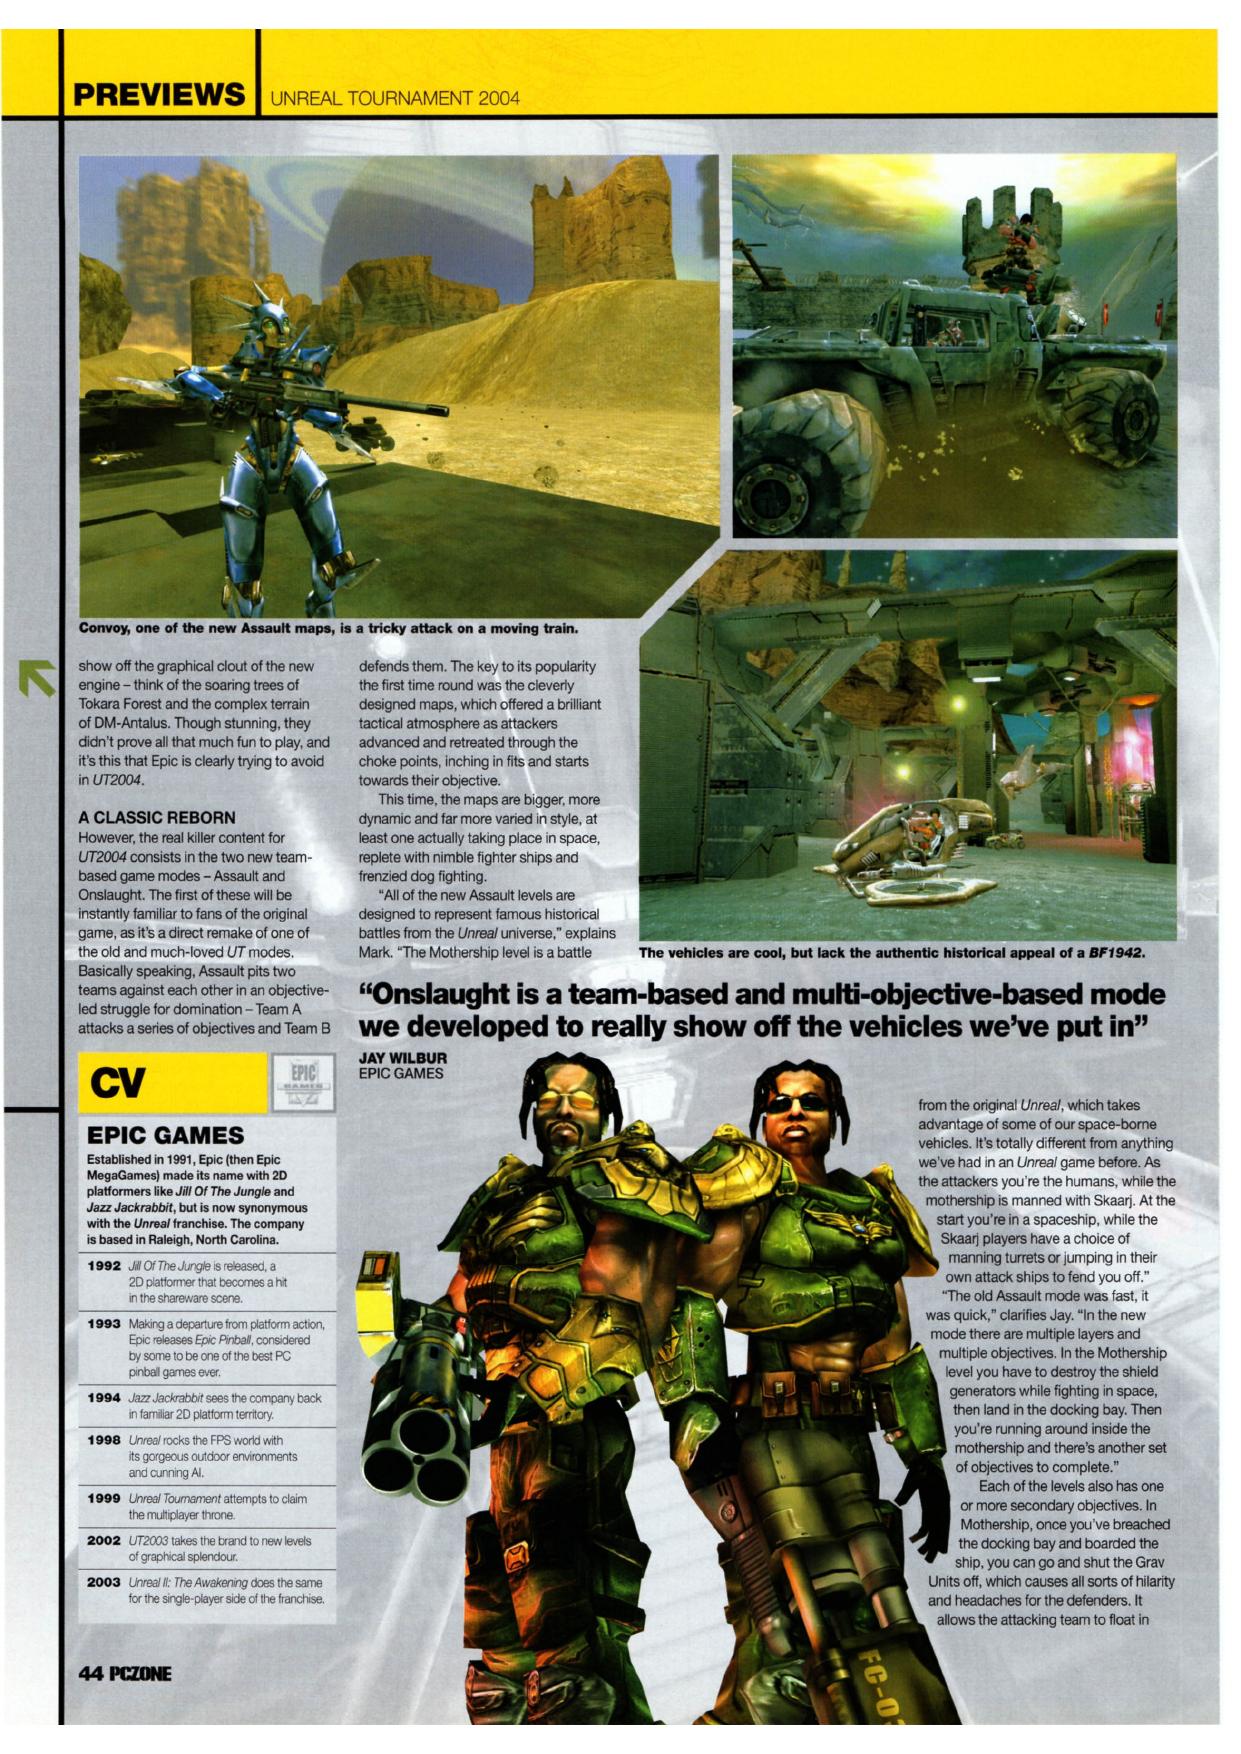 PREVIEWS
UNREAL TOURNAMENT 2004
Convoy, one of the new Assault maps, is a tricky attack on a moving train.
show off the graphical clout of the new
engine – think of the soaring trees of
Tokara Forest and the complex terrain
of DM-Antalus. Though stunning, they
didn't prove all that much fun to play, and
it's this that Epic is clearly trying to avoid
in UT2004.
A CLASSIC REBORN
However, the real killer content for
UT2004 consists in the two new team-
based game modes – Assault and
Onslaught. The first of these will be
instantly familiar to fans of the original
game, as it's a direct remake of one of
the old and much-loved UT modes.
Basically speaking, Assault pits two
teams against each other in an objective-
led struggle for domination – Team A
attacks a series of objectives and Team B
defends them. The key to its popularity
the first time round was the cleverly
designed maps, which offered a brilliant
tactical atmosphere as attackers
advanced and retreated through the
choke points, inching in fits and starts
towards their objective.
This time, the maps are bigger, more
dynamic and far more varied in style, at
least one actually taking place in space,
replete with nimble fighter ships and
frenzied dog fighting.
"All of the new Assault levels are
designed to represent famous historical
battles from the Unreal universe," explains
Mark. "The Mothership level is a battle
The vehicles are cool, but lack the authentic historical appeal of a BF1942.
"Onslaught is a team-based and multi-objective-based mode
we developed to really show off the vehicles we've put in"
JAY WILBUR
EPIC GAMES
from the original Unreal, which takes
advantage of some of our space-borne
vehicles. It's totally different from anything
we've had in an Unreal game before. As
the attackers you're the humans, while the
mothership is manned with Skaarj. At the
start you're in a spaceship, while the
Skaarj players have a choice of
manning turrets or jumping in their
own attack ships to fend you off."
"The old Assault mode was fast, it
was quick," clarifies Jay. "In the new
mode there are multiple layers and
multiple objectives. In the Mothership
level you have to destroy the shield
generators while fighting in space,
then land in the docking bay. Then
you're running around inside the
mothership and there's another set
of objectives to complete."
Each of the levels also has one
or more secondary objectives. In
Mothership, once you've breached
the docking bay and boarded the
ship, you can go and shut the Grav
Units off, which causes all sorts of hilarity
and headaches for the defenders. It
allows the attacking team to float in
CV
EPIC
GAMES
EPIC GAMES
Established in 1991, Epic (then Epic
MegaGames) made its name with 2D
platformers like Jill Of The Jungle and
Jazz Jackrabbit, but is now synonymous
with the Unreal franchise. The company
is based in Raleigh, North Carolina.
1992 Jill Of The Jungle is released, a
2D platformer that becomes a hit
in the shareware scene.
1993 Making a departure from platform action,
Epic releases Epic Pinball, considered
by some to be one of the best PC
pinball games ever.
1994 Jazz Jackrabbit sees the company back
in familiar 2D platform territory.
1998 Unreal rocks the FPS world with
its gorgeous outdoor environments
and cunning AI.
1999 Unreal Tournament attempts to claim
the multiplayer throne.
2002 UT2003 takes the brand to new levels
of graphical splendour.
2003 Unreal II: The Awakening does the same
for the single-player side of the franchise.
44 PCZONE